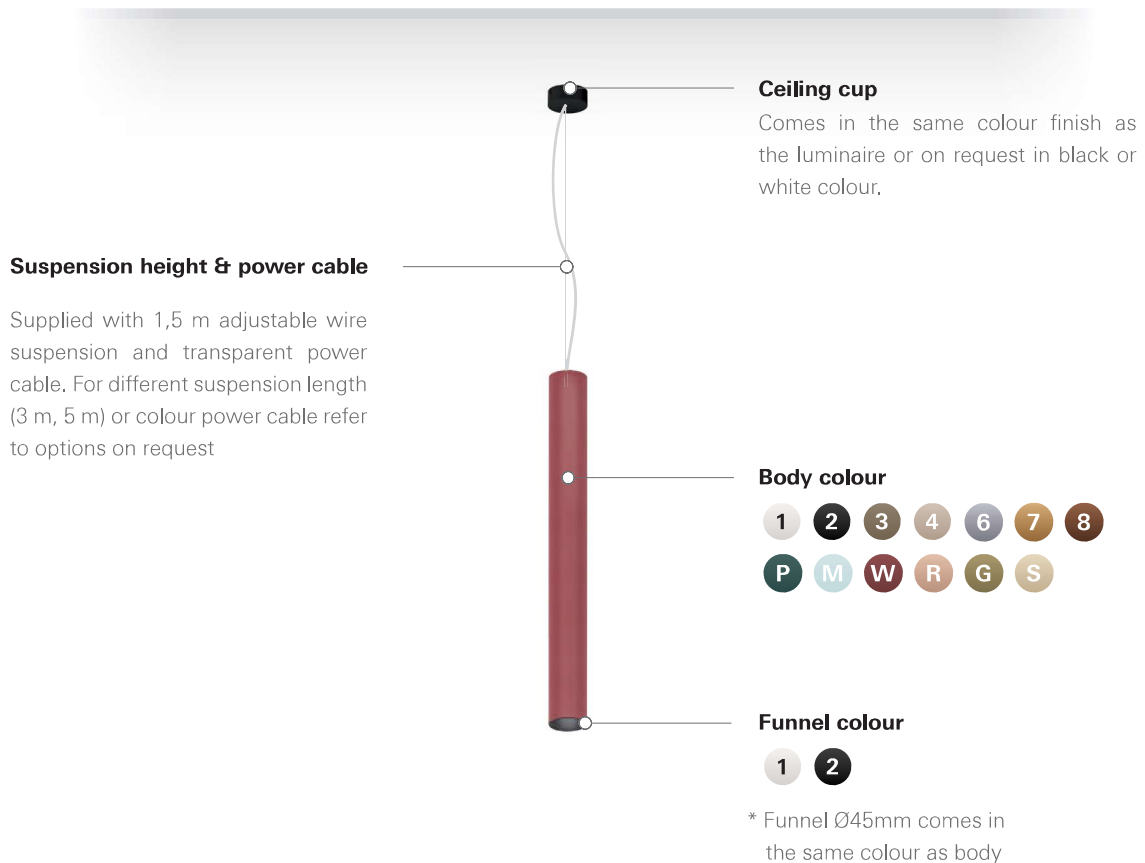 Ceiling cup
Comes in the same colour finish as
the luminaire or on request in black or
white colour.
Suspension height & power cable
Supplied with 1,5 m adjustable wire
suspension and transparent power
cable. For different suspension length
(3 m, 5 m) or colour power cable refer
to options on request
Body colour
1 2 3 4 6 7 8
P M W R G S
Funnel colour
1 2
* Funnel Ø45mm comes in
the same colour as body